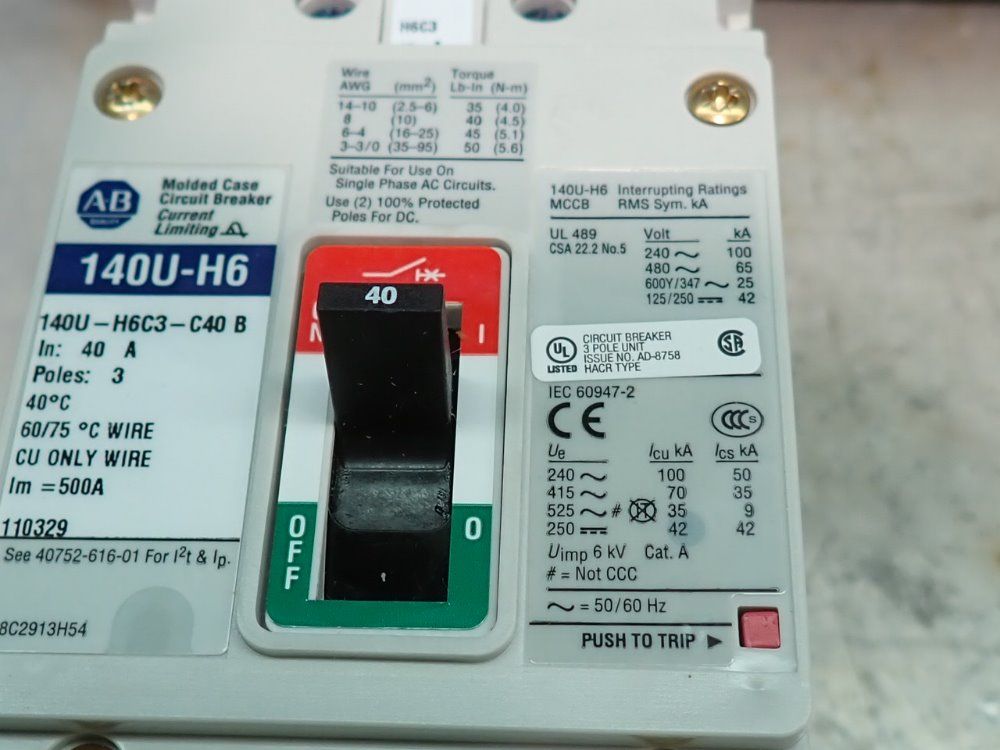 H6C3
Wire Torque
AWG (mm2) Lb-In (N-m)
14-10 (2.5-6) 35 (4.0)
8 (10) 40 (4.5)
6-4 (16-25) 45 (5.1)
3-3/0 (35-95) 50 (5.6)
Suitable For Use On
Single Phase AC Circuits.
Use (2) 100% Protected
Poles For DC.
AB
QUALITY
Molded Case
Circuit Breaker
Current
Limiting
140U-H6
140U-H6C3-C40 B
In: 40 A
Poles: 3
40°C
60/75 °C WIRE
CU ONLY WIRE
Im = 500A
110329
See 40752-616-01 For I²t & Ip.
8C2913H54
40
I
OFF
O
140U-H6 Interrupting Ratings
MCCB RMS Sym. kA
UL 489 Volt kA
CSA 22.2 No.5 240 ~ 100
480 ~ 65
600Y/347 ~ 25
125/250 ⎓ 42
UL
LISTED
CIRCUIT BREAKER
3 POLE UNIT
ISSUE NO. AD-8758
HACR TYPE
IEC 60947-2
CE
CCC S
Ue Icu kA Ics kA
240 ~ 100 50
415 ~ 70 35
525 ~ # 35 9
250 ⎓ 42 42
Uimp 6 kV Cat. A
# = Not CCC
~ = 50/60 Hz
PUSH TO TRIP ►